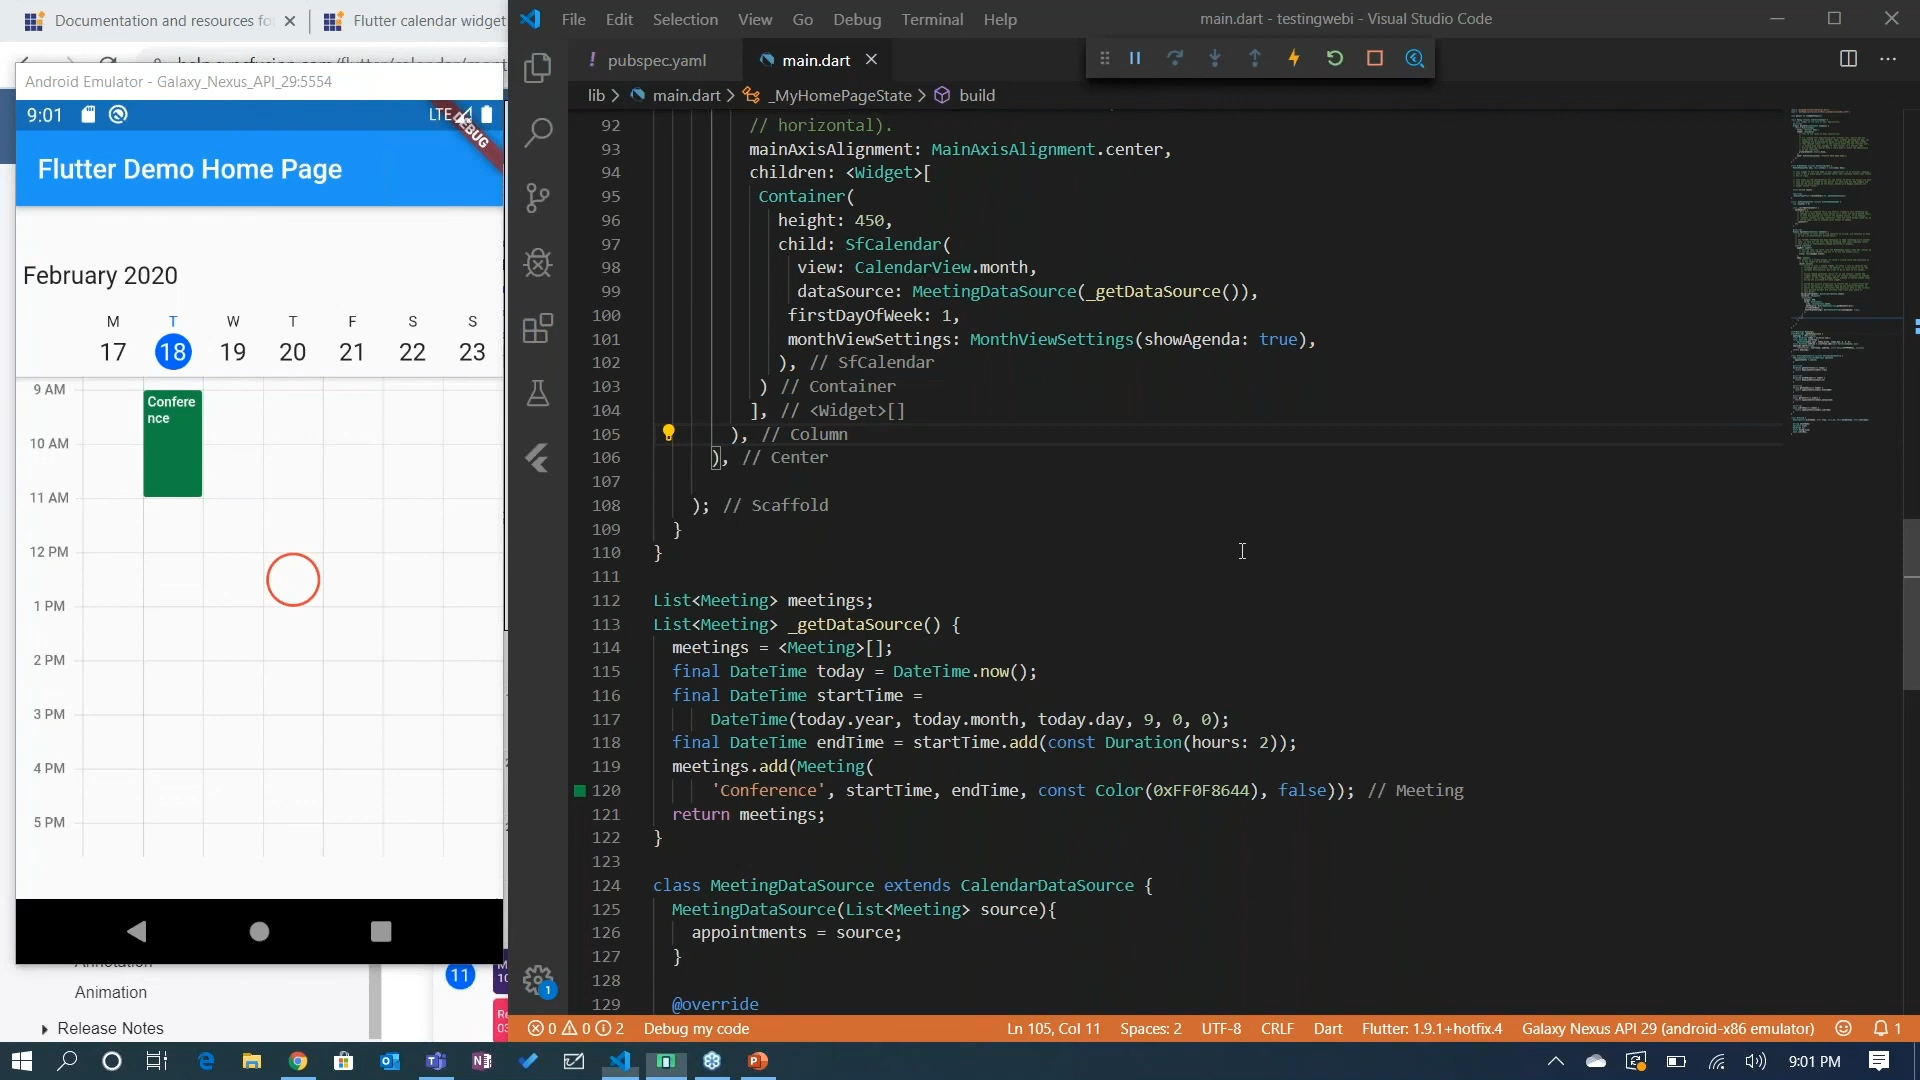 Documentation and resources fo
Flutter calendar widget
File Edit Selection View Go Debug Terminal Help
main.dart - testingwebi - Visual Studio Code
pubspec.yaml
main.dart
lib > main.dart > _MyHomePageState > build
Android Emulator - Galaxy_Nexus_API_29:5554
9:01
LTE
DEBUG
Flutter Demo Home Page
February 2020
M T W T F S S
17 18 19 20 21 22 23
9 AM
Confere
nce
10 AM
11 AM
12 PM
1 PM
2 PM
3 PM
4 PM
5 PM
11
Animation
Release Notes
92 // horizontal).
93 mainAxisAlignment: MainAxisAlignment.center,
94 children: <Widget>[
95 Container(
96 height: 450,
97 child: SfCalendar(
98 view: CalendarView.month,
99 dataSource: MeetingDataSource(_getDataSource()),
100 firstDayOfWeek: 1,
101 monthViewSettings: MonthViewSettings(showAgenda: true),
102 ), // SfCalendar
103 ) // Container
104 ], // <Widget>[]
105 ), // Column
106 ), // Center
107
108 ); // Scaffold
109 }
110 }
111
112 List<Meeting> meetings;
113 List<Meeting> _getDataSource() {
114 meetings = <Meeting>[];
115 final DateTime today = DateTime.now();
116 final DateTime startTime =
117 DateTime(today.year, today.month, today.day, 9, 0, 0);
118 final DateTime endTime = startTime.add(const Duration(hours: 2));
119 meetings.add(Meeting(
120 'Conference', startTime, endTime, const Color(0xFF0F8644), false)); // Meeting
121 return meetings;
122 }
123
124 class MeetingDataSource extends CalendarDataSource {
125 MeetingDataSource(List<Meeting> source){
126 appointments = source;
127 }
128
129 @override
1
0 0 2 Debug my code
Ln 105, Col 11 Spaces: 2 UTF-8 CRLF Dart Flutter: 1.9.1+hotfix.4 Galaxy Nexus API 29 (android-x86 emulator) 1
9:01 PM